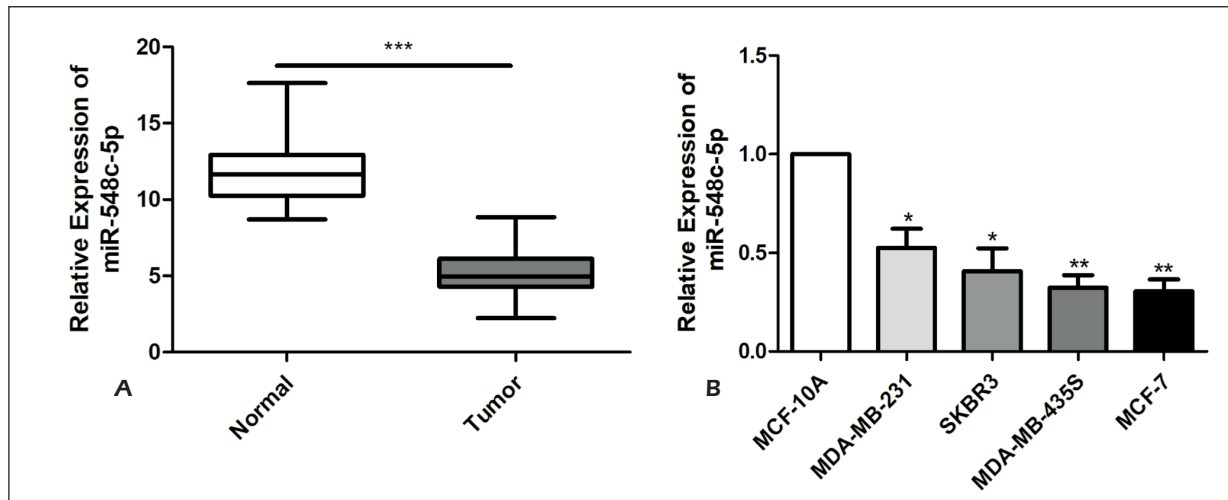 Relative Expression of
miR-548c-5p
20
15
10
5
0
***
Normal
Tumor
A
Relative Expression of
miR-548c-5p
1.5
1.0
0.5
0.0
*
*
**
**
MCF-10A
MDA-MB-231
SKBR3
MDA-MB-435S
MCF-7
B